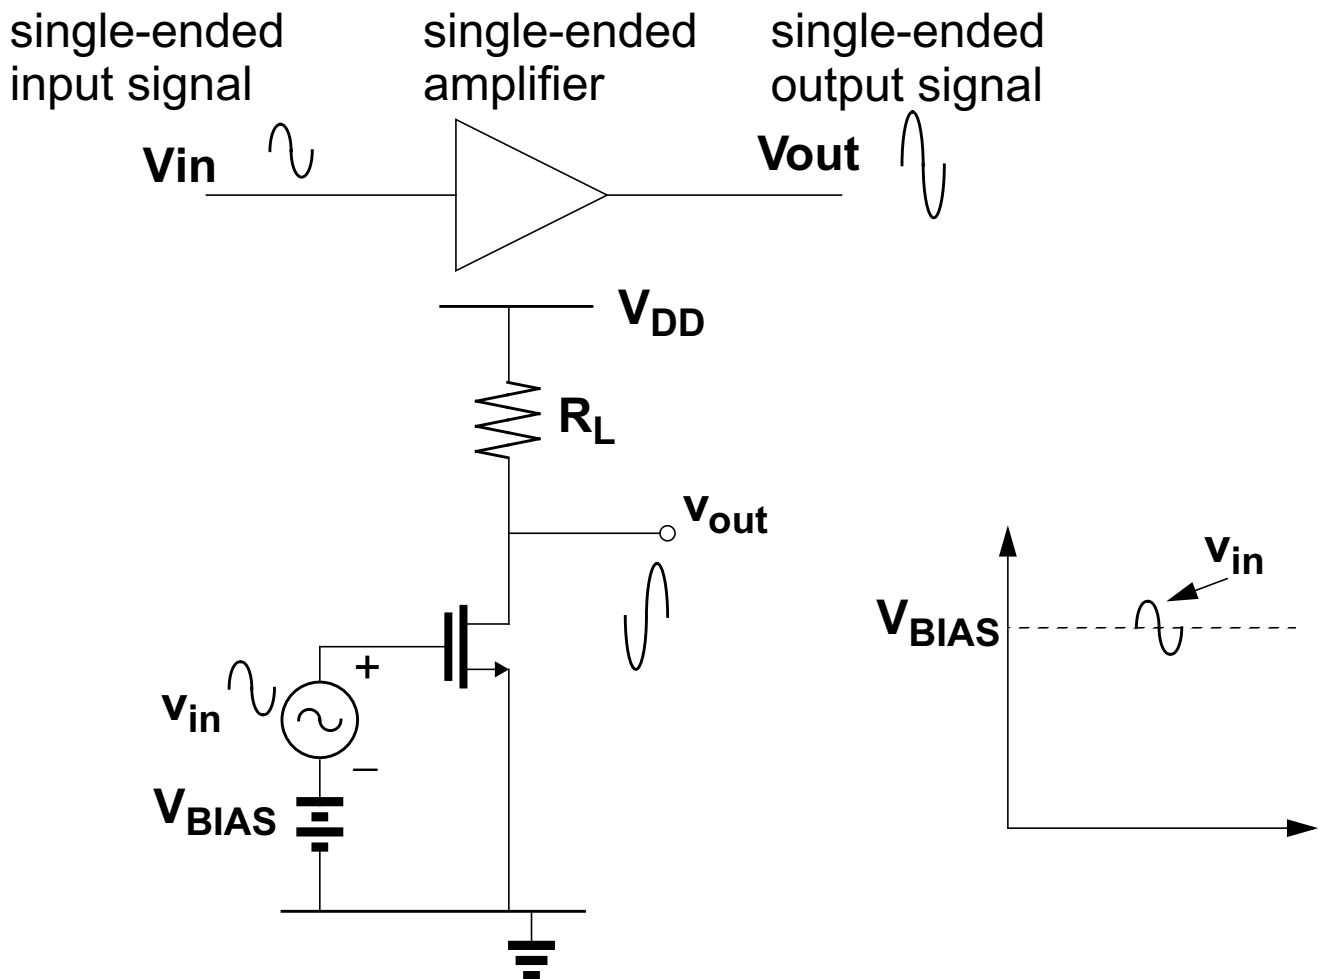 single-ended
input signal
single-ended
amplifier
single-ended
output signal
Vin
Vout
VDD
RL
vout
vin
VBIAS
+
vin
–
VBIAS